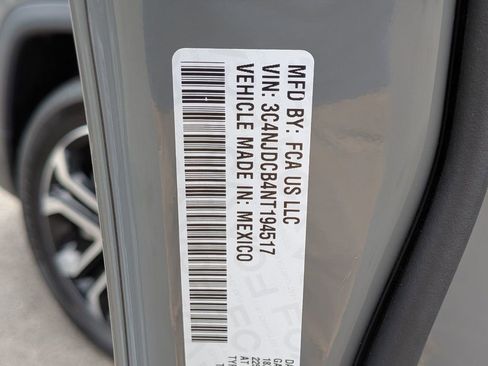 MFD BY: FCA US LLC
VIN: 3C4NJDCB4NT194517
VEHICLE MADE IN: MEXICO